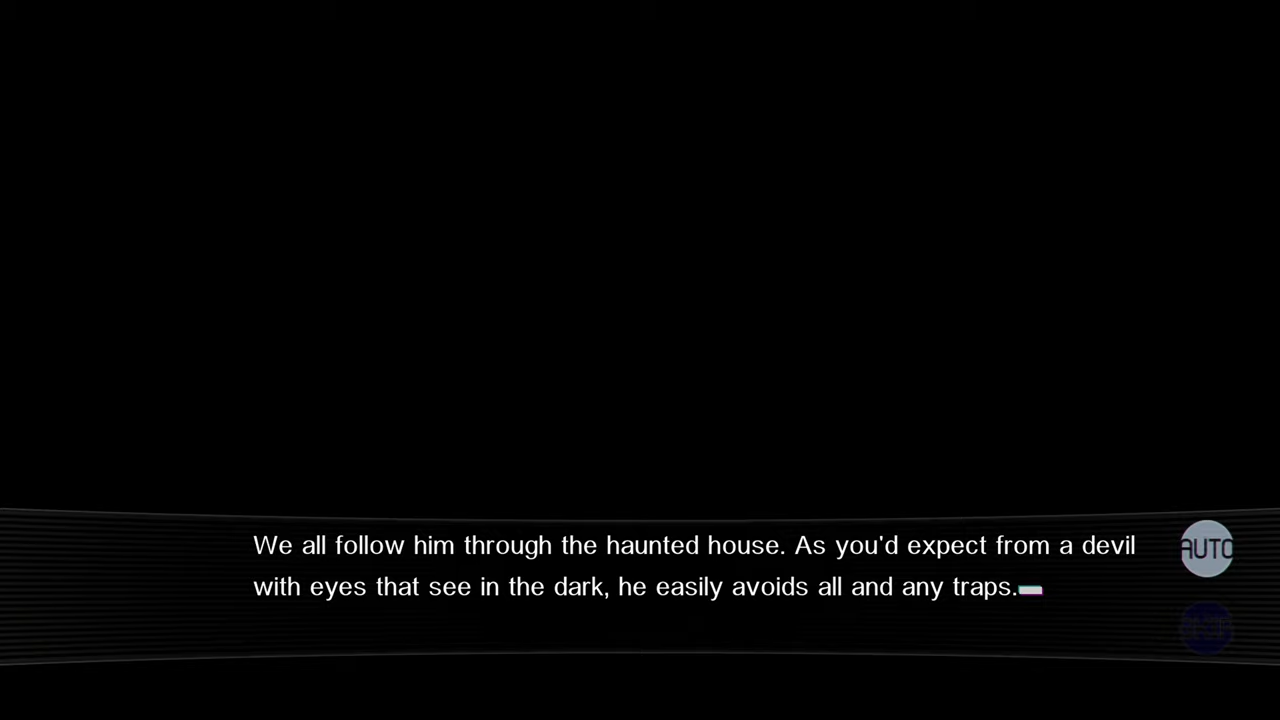 We all follow him through the haunted house. As you'd expect from a devil
with eyes that see in the dark, he easily avoids all and any traps.
AUTO